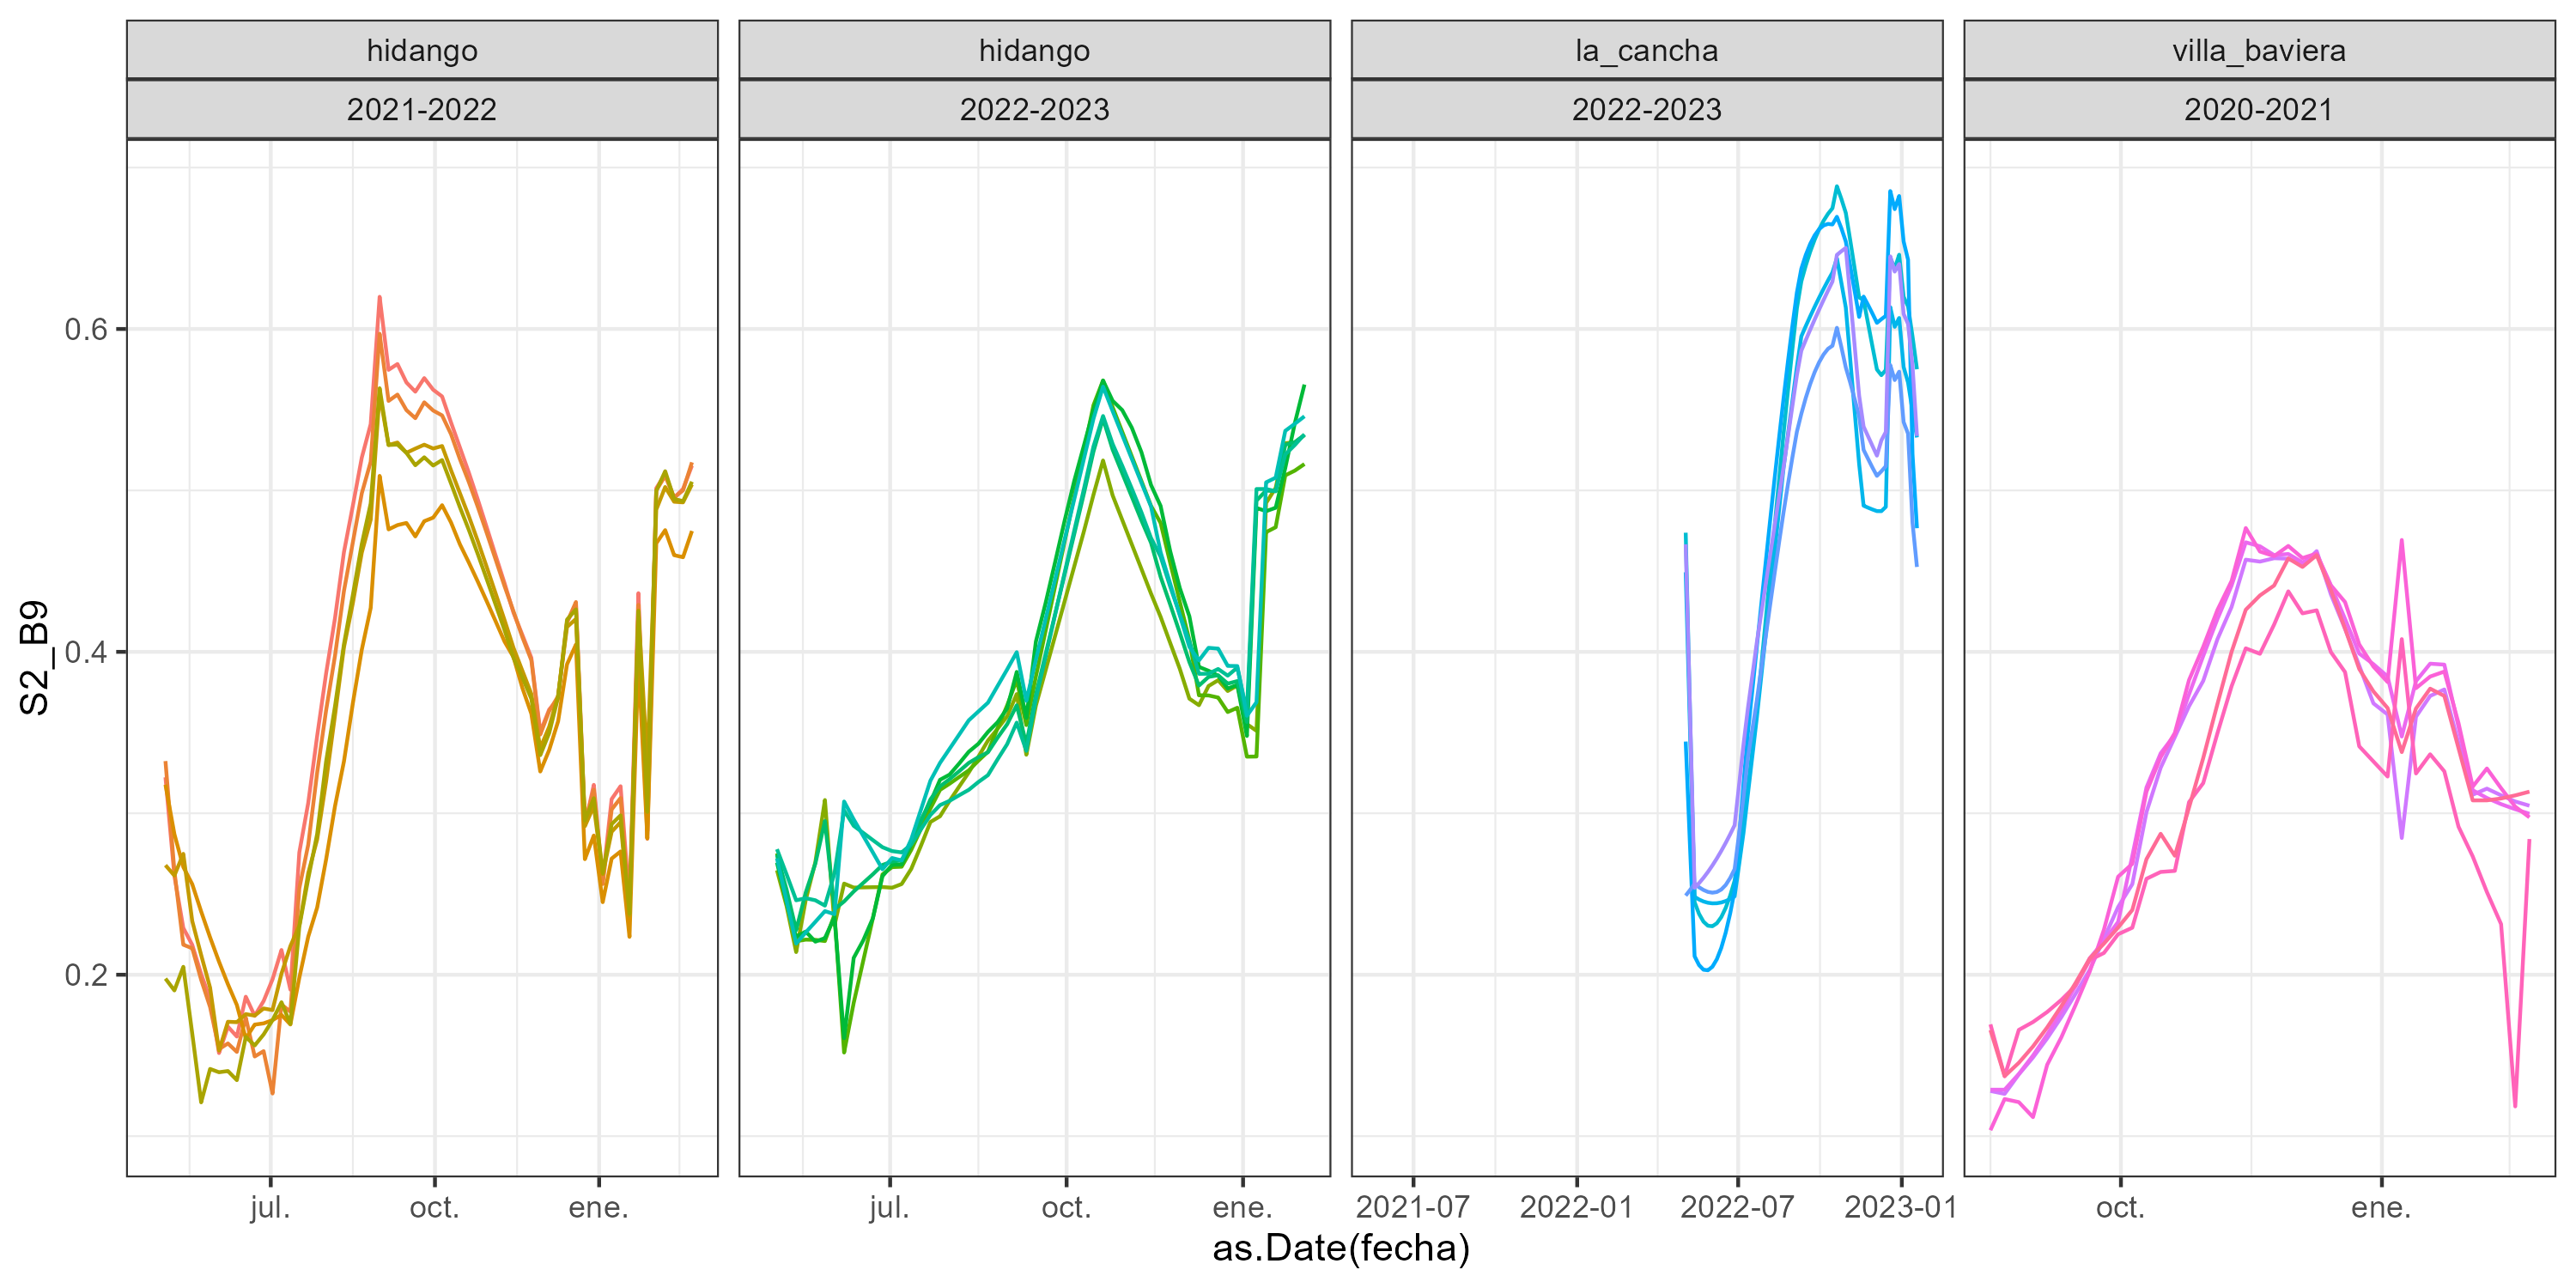 hidango hidango la_cancha villa_baviera
2021-2022 2022-2023 2022-2023 2020-2021
S2_B9
0.6
0.4
0.2
jul. oct. ene. jul. oct. ene. 2021-07 2022-01 2022-07 2023-01 oct. ene.
as.Date(fecha)